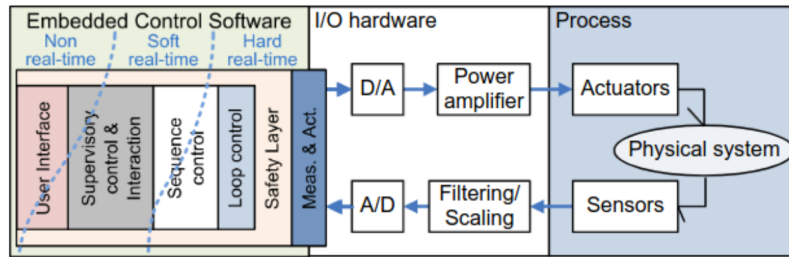 Embedded Control Software
I/O hardware
Process
Non
real-time
Soft
real-time
Hard
real-time
User Interface
Supervisory
control &
Interaction
Sequence
control
Loop control
Safety Layer
Meas. & Act.
D/A
Power
amplifier
Actuators
Physical system
A/D
Filtering/
Scaling
Sensors